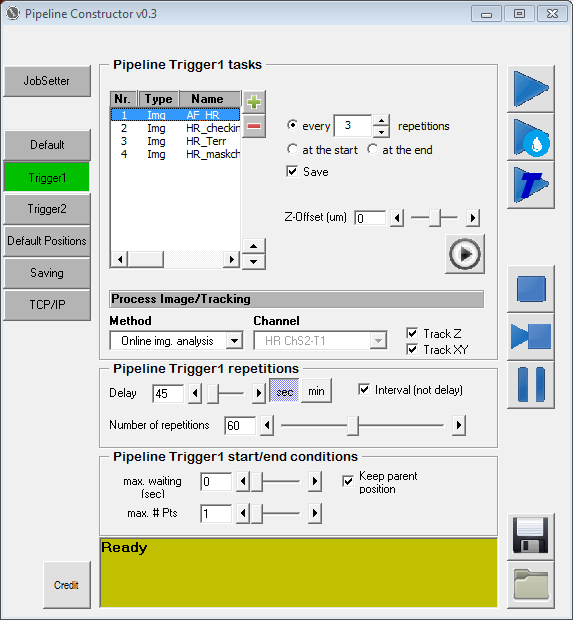 Pipeline Constructor v0.3
JobSetter
Default
Trigger1
Trigger2
Default Positions
Saving
TCP/IP
Credit
Pipeline Trigger1 tasks
Nr. Type Name
1 Img AF_HR
2 Img HR_checkin
3 Img HR_Terr
4 Img HR_maskch
every 3 repetitions
at the start at the end
Save
Z-Offset (um) 0
Process Image/Tracking
Method Channel
Online img. analysis HR ChS2-T1
Track Z
Track XY
Pipeline Trigger1 repetitions
Delay 45 sec min Interval (not delay)
Number of repetitions 60
Pipeline Trigger1 start/end conditions
max. waiting 0 Keep parent
(sec) position
max. # Pts 1
Ready
T